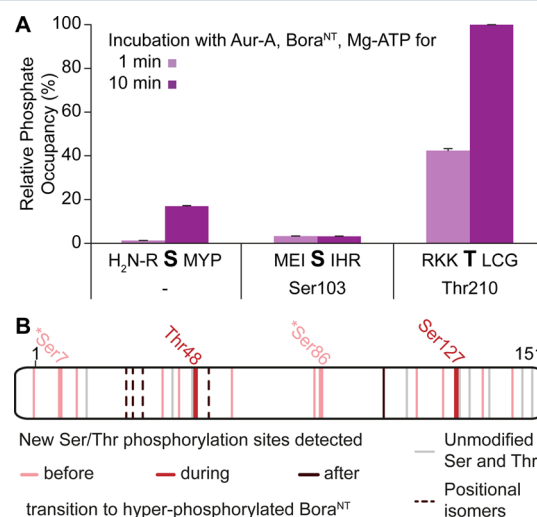 A
Relative Phosphate
Occupancy (%)
100
80
60
40
20
0
Incubation with Aur-A, Bora^NT, Mg-ATP for
1 min
10 min
H₂N-R S MYP
MEI S IHR
RKK T LCG
-
Ser103
Thr210
B
*Ser7
Thr48
*Ser86
Ser127
1
151
New Ser/Thr phosphorylation sites detected
before
during
after
transition to hyper-phosphorylated Bora^NT
Unmodified
Ser and Thr
Positional
isomers